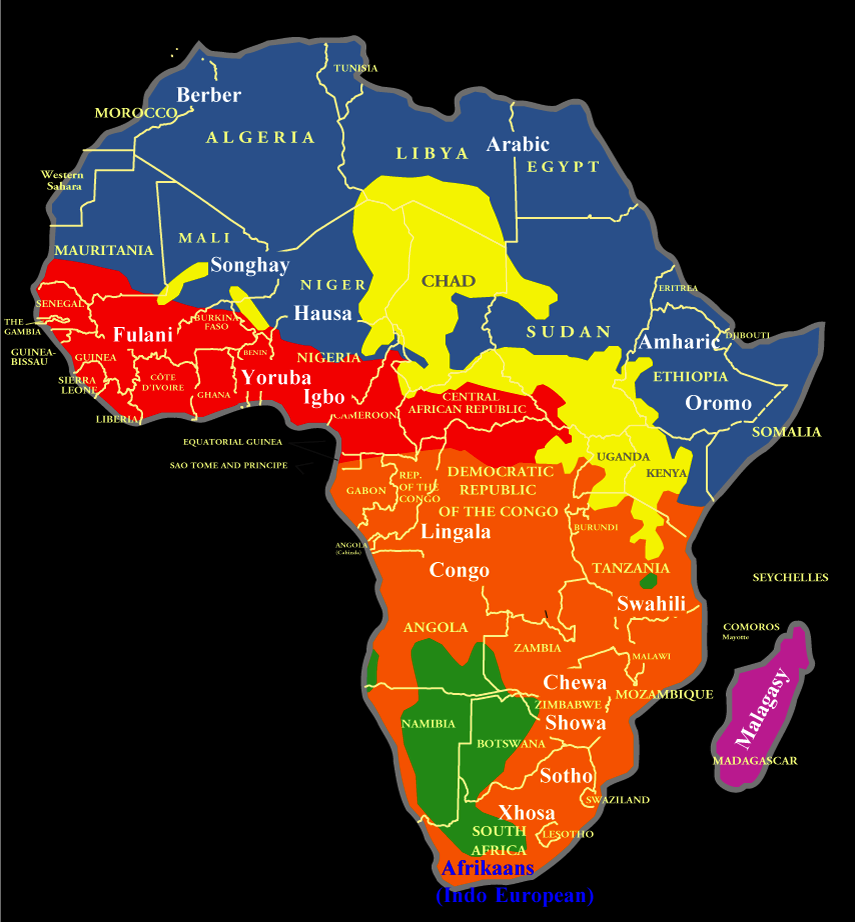 TUNISIA
Berber
MOROCCO
ALGERIA
LIBYA
Arabic
EGYPT
Western
Sahara
MAURITANIA
MALI
Songhay
NIGER
CHAD
Hausa
SUDAN
ERITREA
SENEGAL
THE
GAMBIA
GUINEA-
BISSAU
Fulani
BURKINA
FASO
GUINEA
SIERRA
LEONE
CÔTE
D'IVOIRE
GHANA
BENIN
NIGERIA
LIBERIA
Yoruba
Igbo
CAMEROON
CENTRAL
AFRICAN REPUBLIC
Amharic
DJIBOUTI
ETHIOPIA
Oromo
SOMALIA
EQUATORIAL GUINEA
SAO TOME AND PRINCIPE
GABON
REP.
OF THE
CONGO
DEMOCRATIC
REPUBLIC
OF THE CONGO
UGANDA
KENYA
BURUNDI
ANGOLA
(Cabinda)
Lingala
Congo
TANZANIA
Swahili
SEYCHELLES
COMOROS
Mayotte
ANGOLA
ZAMBIA
MALAWI
Chewa
MOZAMBIQUE
ZIMBABWE
Showa
NAMIBIA
BOTSWANA
Malagasy
MADAGASCAR
Sotho
SWAZILAND
Xhosa
LESOTHO
SOUTH
AFRICA
Afrikaans
(Indo European)